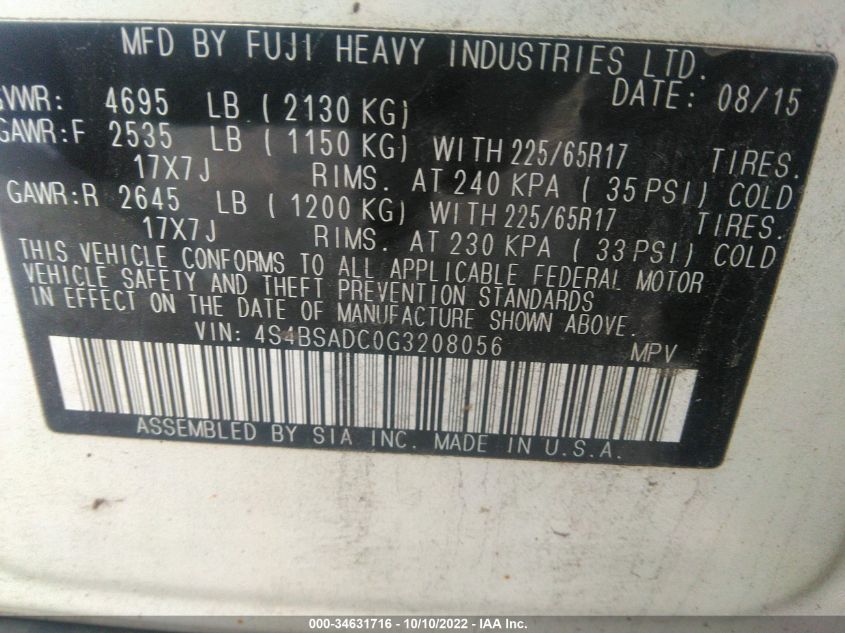 MFD BY FUJI HEAVY INDUSTRIES LTD.
DATE: 08/15
GVWR: 4695 LB ( 2130 KG)
GAWR:F 2535 LB ( 1150 KG) WITH 225/65R17 TIRES.
17X7J RIMS. AT 240 KPA ( 35 PSI) COLD
GAWR:R 2645 LB ( 1200 KG) WITH 225/65R17 TIRES.
17X7J RIMS. AT 230 KPA ( 33 PSI) COLD
THIS VEHICLE CONFORMS TO ALL APPLICABLE FEDERAL MOTOR
VEHICLE SAFETY AND THEFT PREVENTION STANDARDS
IN EFFECT ON THE DATE OF MANUFACTURE SHOWN ABOVE.
VIN: 4S4BSADC0G3208056 MPV
ASSEMBLED BY SIA INC. MADE IN U.S.A.
000-34631716 - 10/10/2022 - IAA Inc.